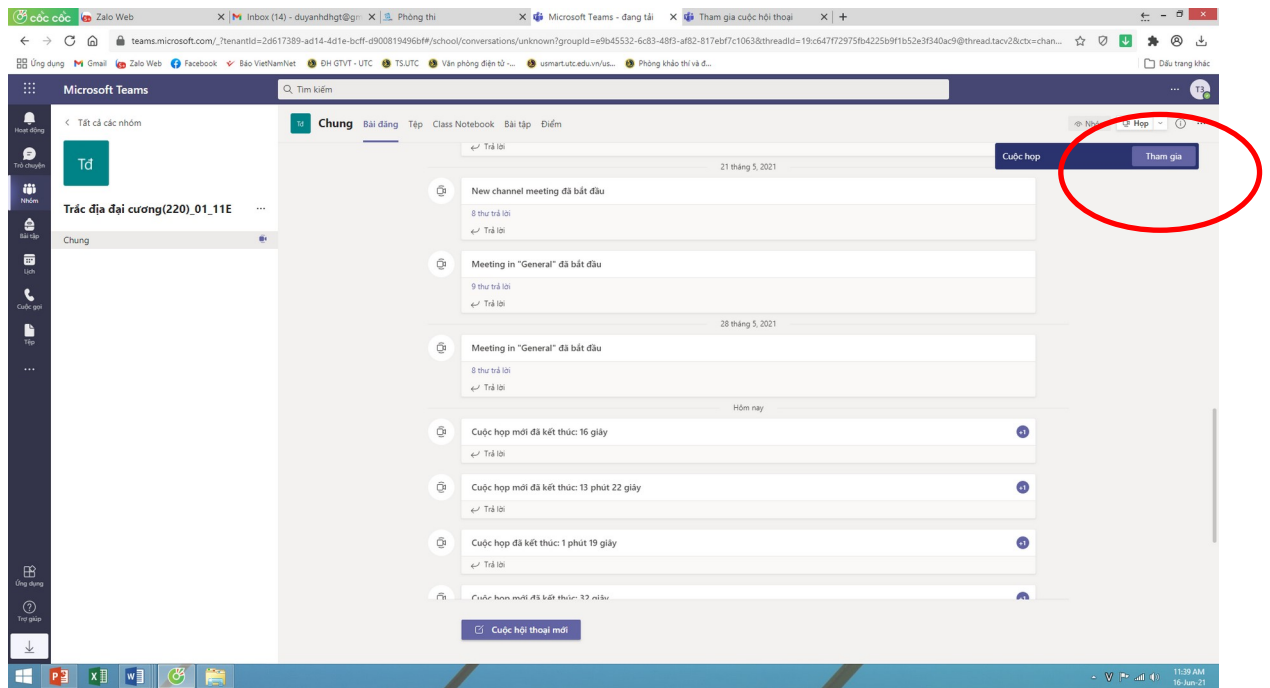 cốc cốc
Zalo Web
Inbox (14) - duyanhdhgt@gm
Phòng thi
Microsoft Teams - đang tải
Tham gia cuộc hội thoại
teams.microsoft.com/_?tenantId=2d617389-ad14-4d1e-bcff-d900819496bf#/school/conversations/unknown?groupId=e9b45532-6c83-48f3-af82-817ebf7c1063&threadId=19:c647f72975fb4225b9f1b52e3f340ac9@thread.tacv2&ctx=chan...
Ứng dụng
Gmail
Zalo Web
Facebook
Báo VietNamNet
ĐH GTVT - UTC
TS.UTC
Văn phòng điện tử -...
usmart.utc.edu.vn/us...
Phòng khảo thí và đ...
Dấu trang khác
Microsoft Teams
Tìm kiếm
T3
Hoạt động
Trò chuyện
Nhóm
Bài tập
Lịch
Cuộc gọi
Tệp
Ứng dụng
Trợ giúp
Tất cả các nhóm
Tđ
Trắc địa đại cương(220)_01_11E
Chung
Tđ Chung Bài đăng Tệp Class Notebook Bài tập Điểm
Họp
Cuộc họp
Tham gia
Trả lời
21 tháng 5, 2021
New channel meeting đã bắt đầu
8 thư trả lời
Trả lời
Meeting in "General" đã bắt đầu
9 thư trả lời
Trả lời
28 tháng 5, 2021
Meeting in "General" đã bắt đầu
8 thư trả lời
Trả lời
Hôm nay
Cuộc họp mới đã kết thúc: 16 giây
+1
Trả lời
Cuộc họp mới đã kết thúc: 13 phút 22 giây
+1
Trả lời
Cuộc họp đã kết thúc: 1 phút 19 giây
+1
Trả lời
Cuộc họp mới đã kết thúc: 32 giây
Cuộc hội thoại mới
11:39 AM
16-Jun-21